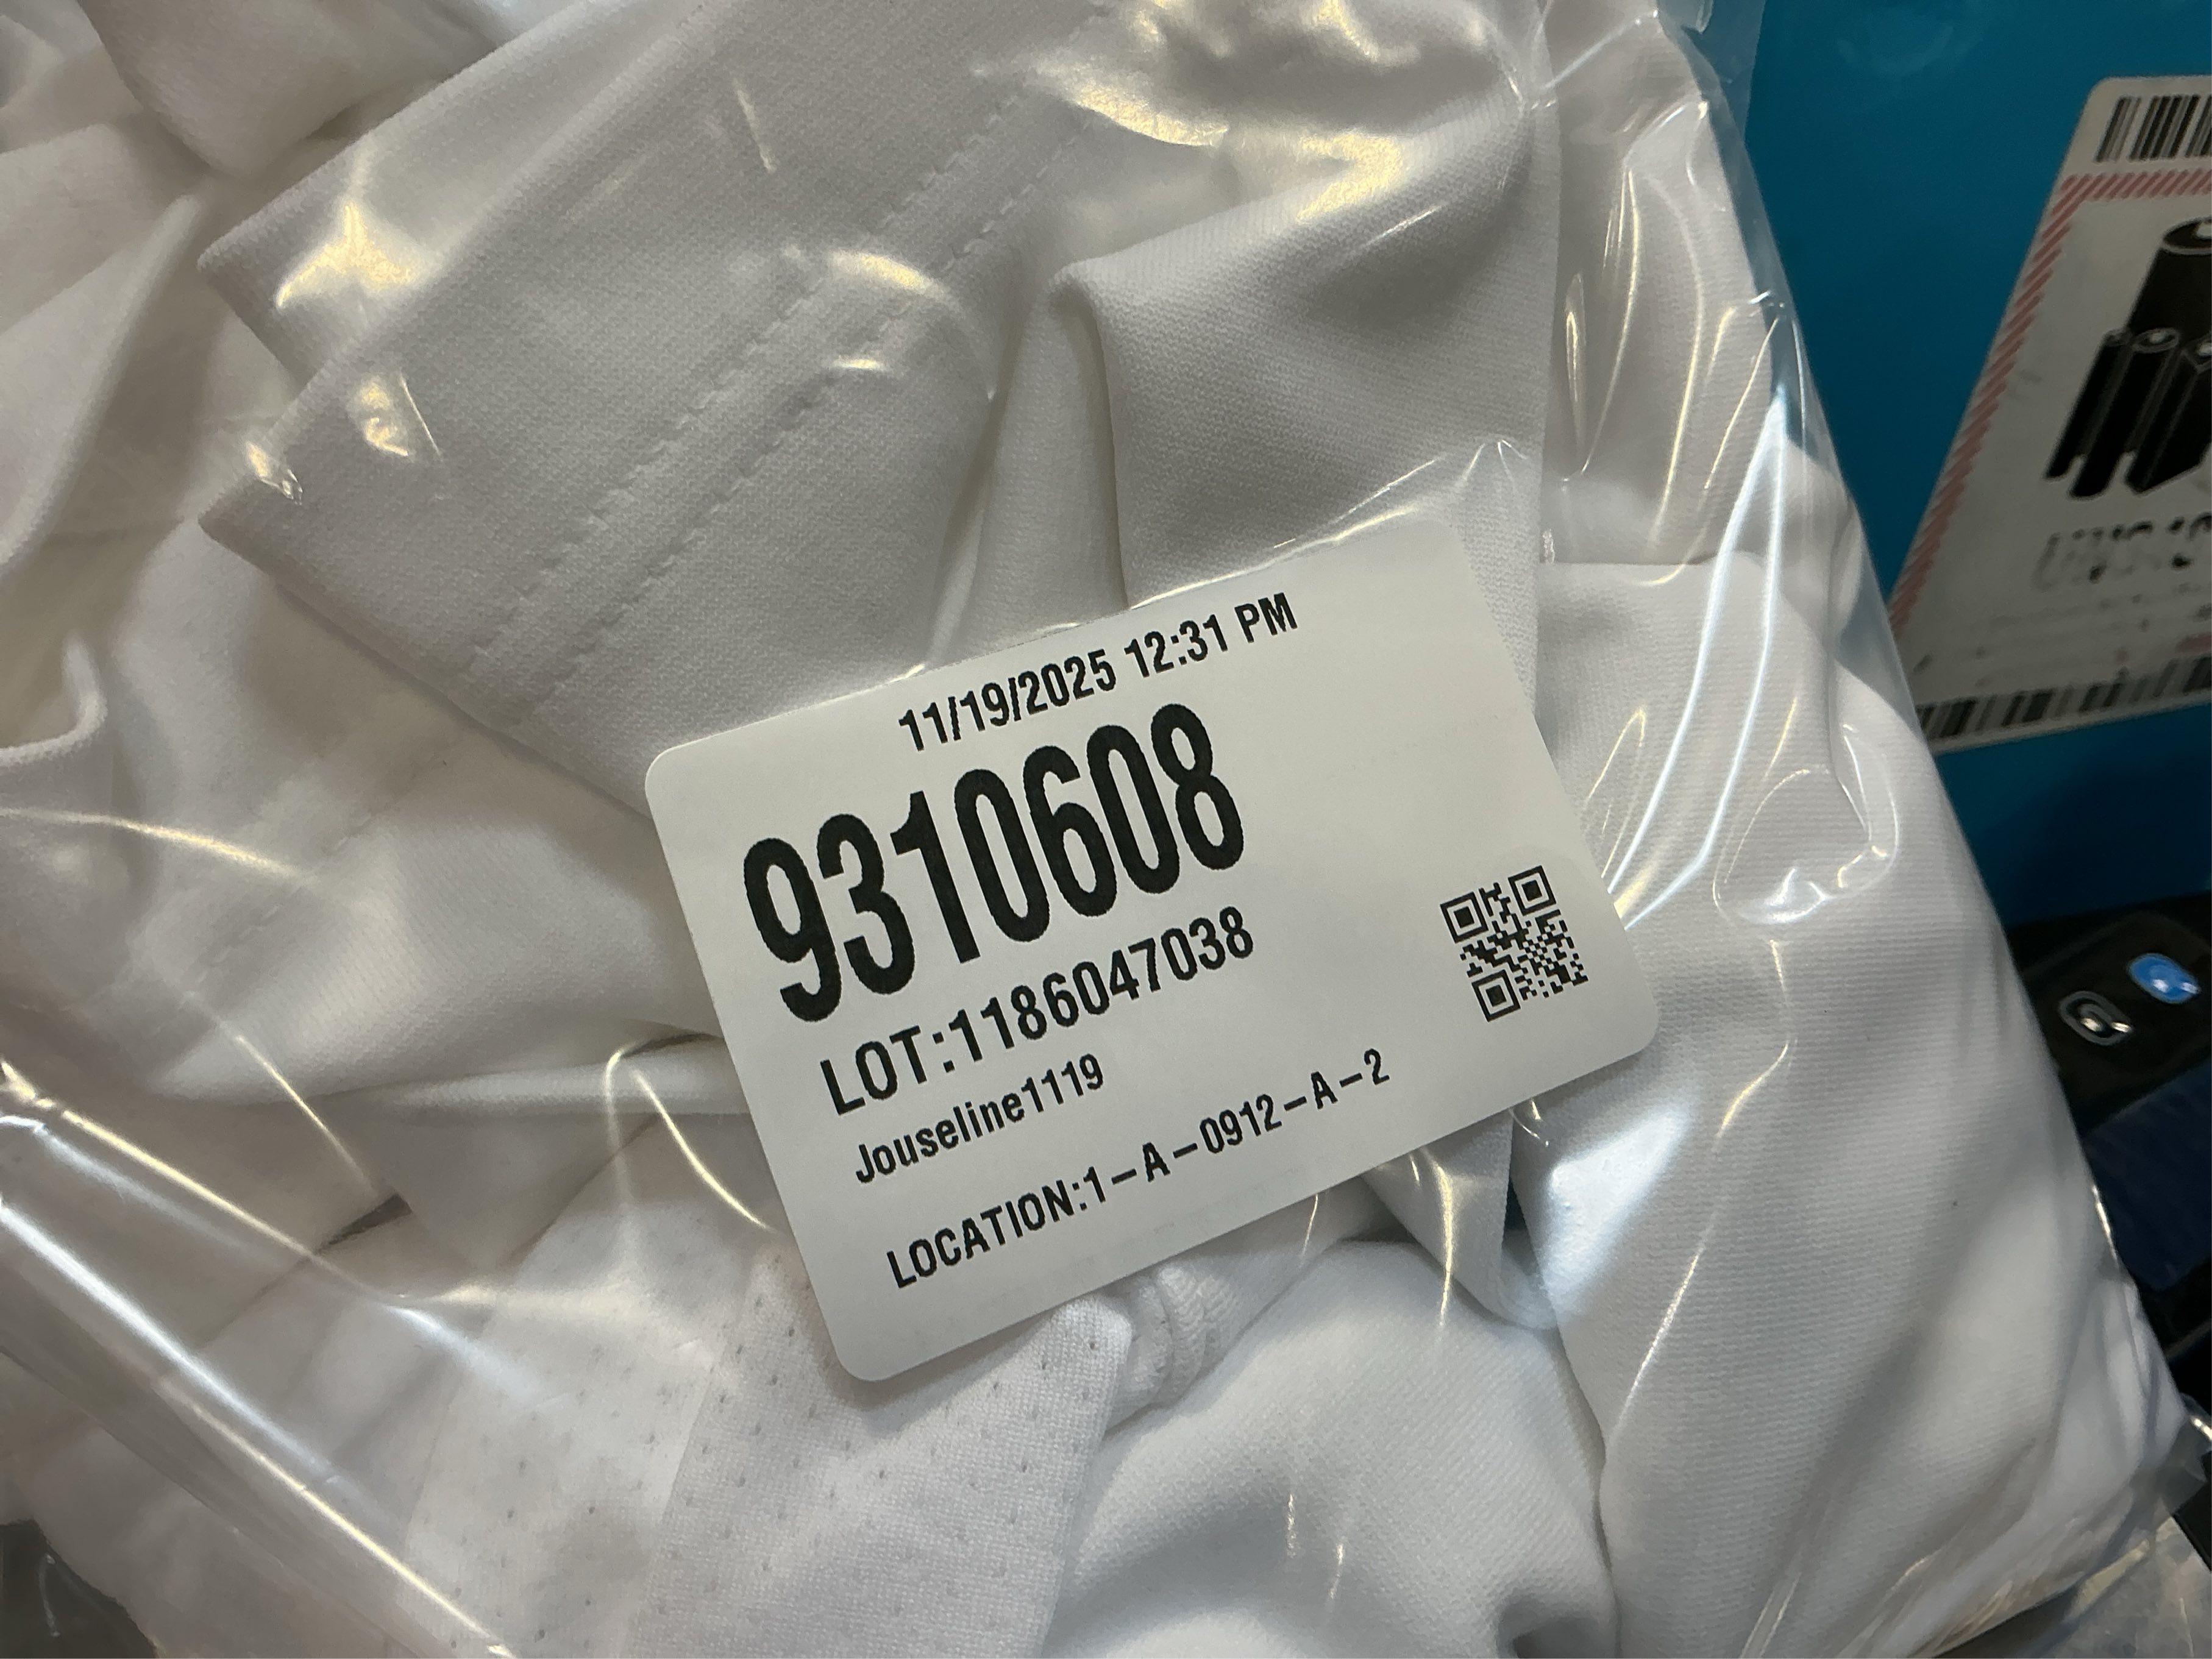 11/19/2025 12:31 PM
9310608
LOT:1186047038
Jouseline1119
LOCATION:1-A-0912-A-2